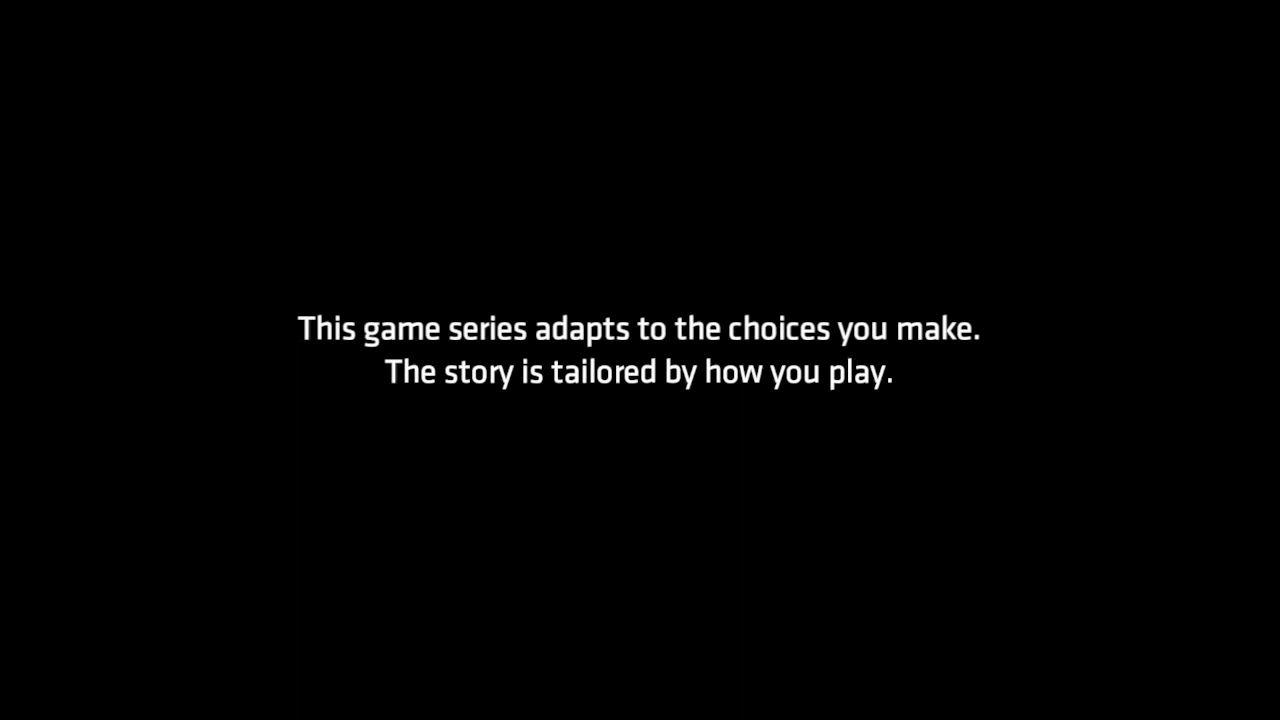 This game series adapts to the choices you make.
The story is tailored by how you play.